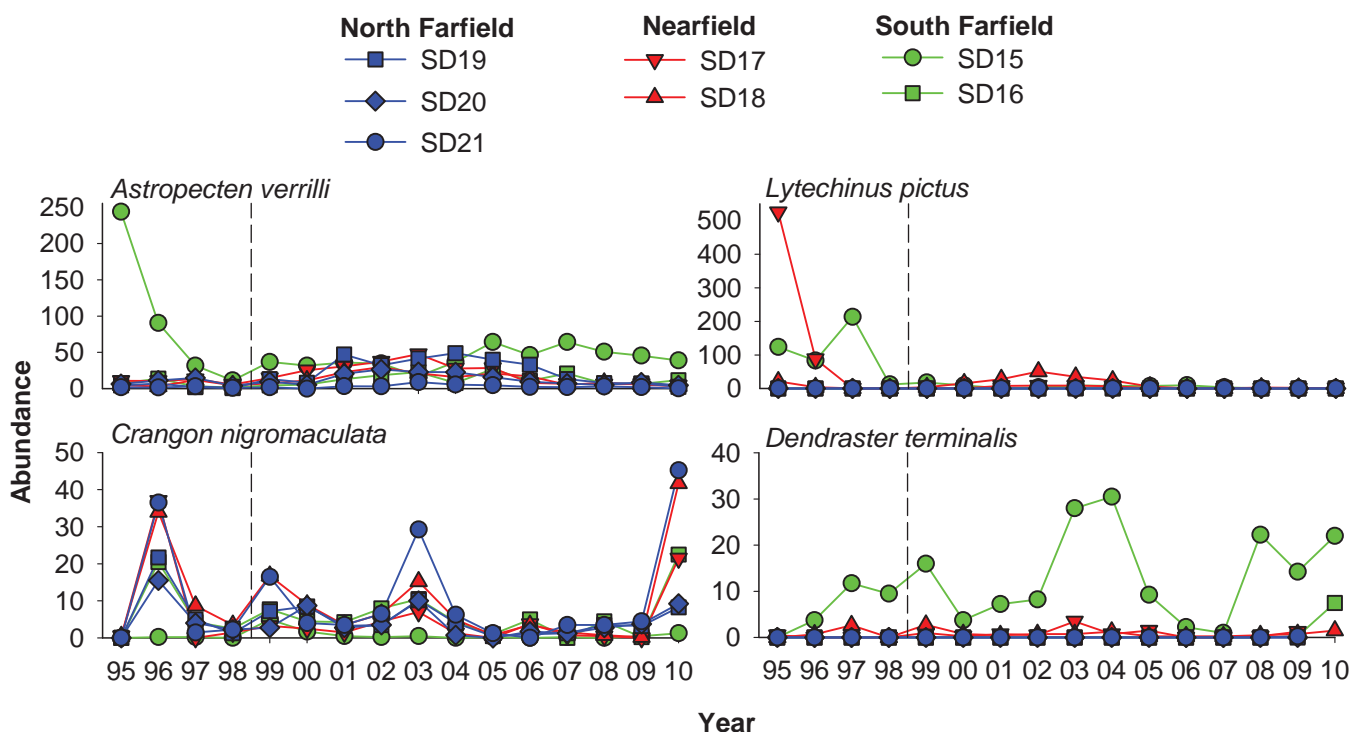 North Farfield Nearfield South Farfield
SD19 SD17 SD15
SD20 SD18 SD16
SD21
Astropecten verrilli Lytechinus pictus
250
200
150
100
50
0
500
400
300
200
100
0
Crangon nigromaculata Dendraster terminalis
50
40
30
20
10
0
40
30
20
10
0
Abundance
95 96 97 98 99 00 01 02 03 04 05 06 07 08 09 10
95 96 97 98 99 00 01 02 03 04 05 06 07 08 09 10
Year